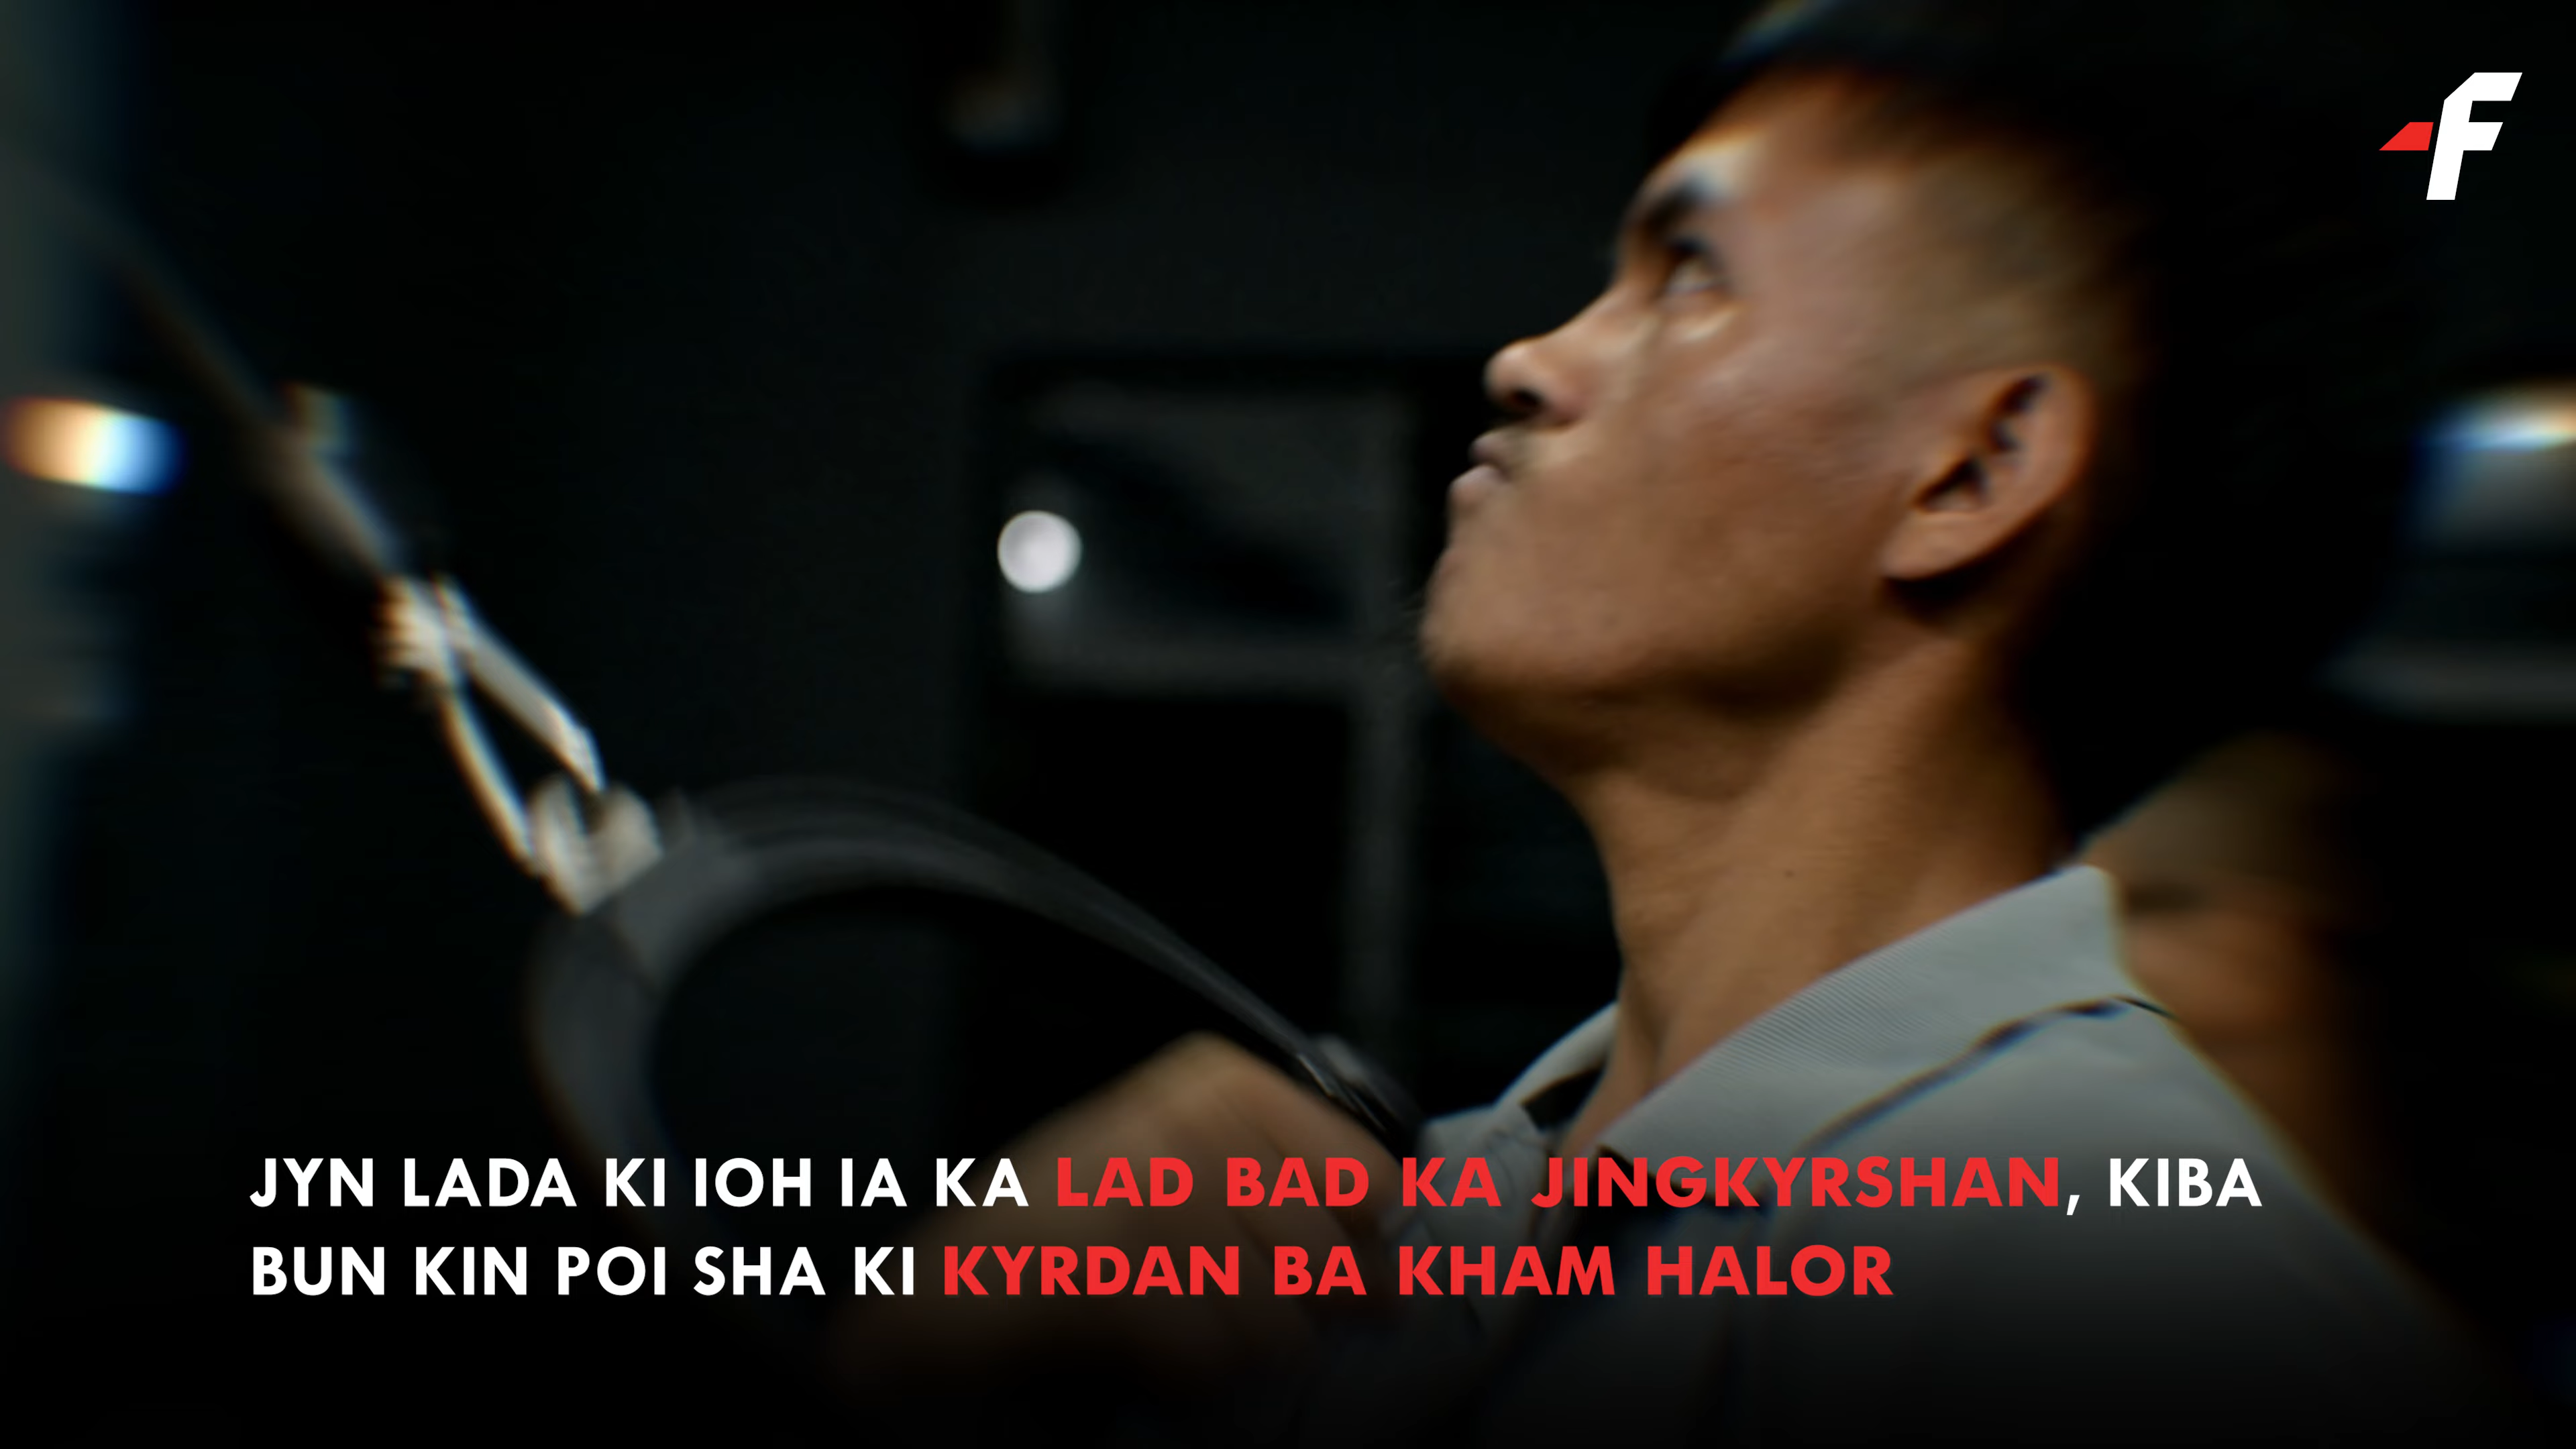 JYN LADA KI IOH IA KA LAD BAD KA JINGKYRSHAN, KIBA
BUN KIN POI SHA KI KYRDAN BA KHAM HALOR